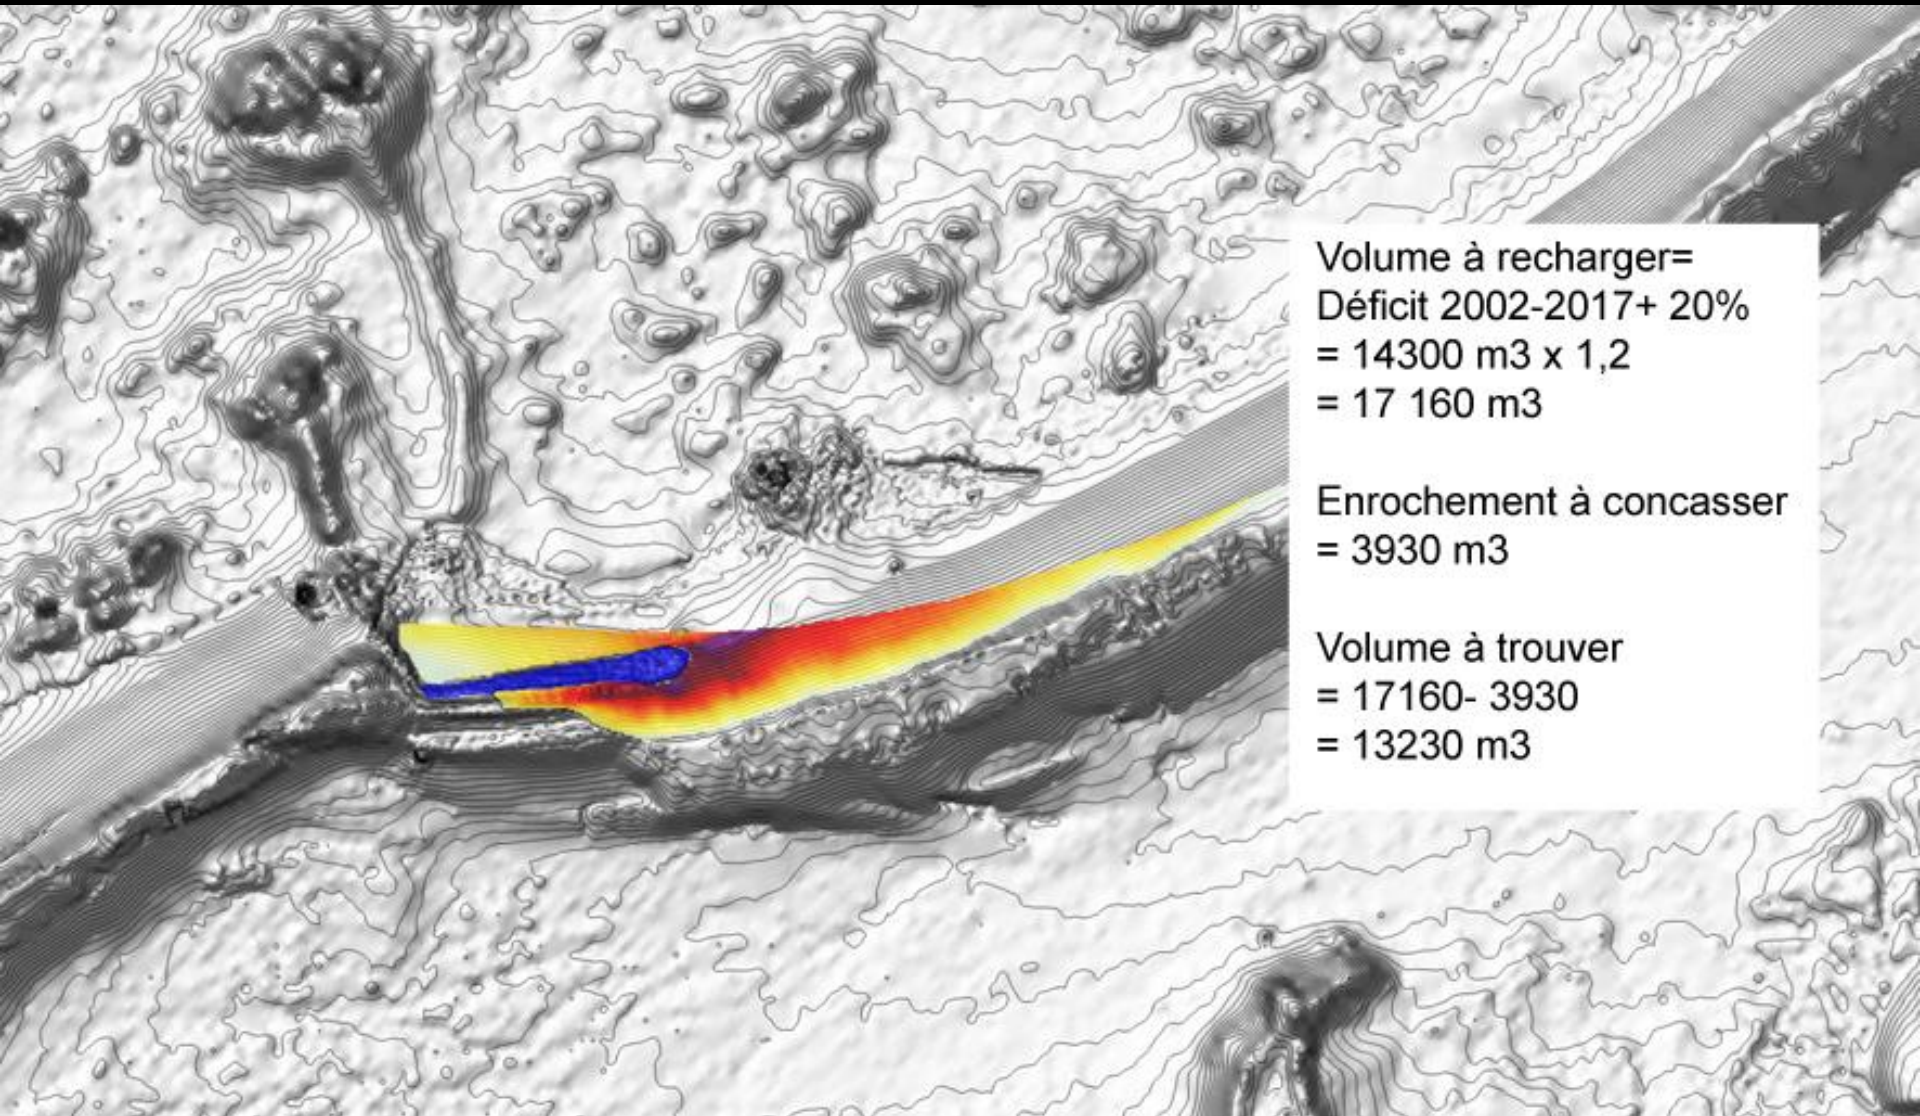 Volume à recharger=
Déficit 2002-2017+ 20%
= 14300 m3 x 1,2
= 17 160 m3
Enrochement à concasser
= 3930 m3
Volume à trouver
= 17160- 3930
= 13230 m3